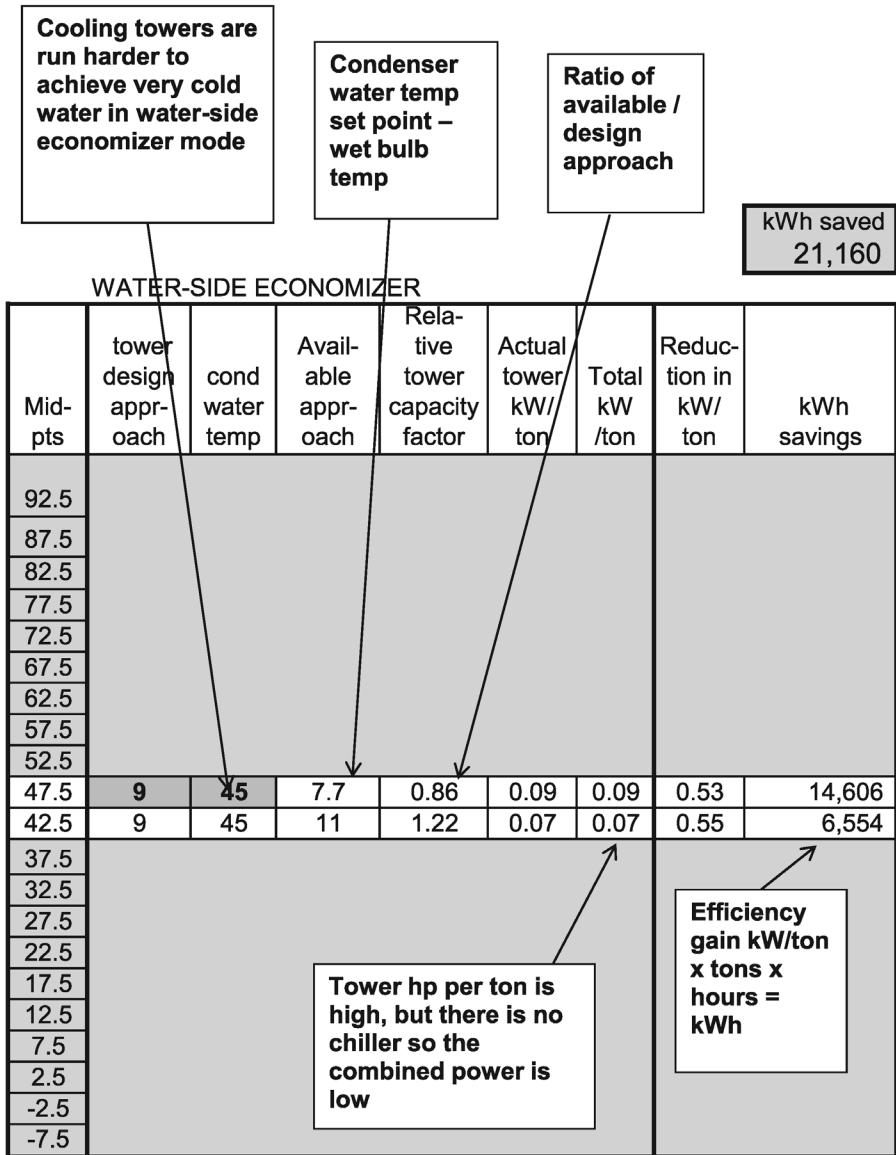 Cooling towers are
run harder to
achieve very cold
water in water-side
economizer mode
Condenser
water temp
set point –
wet bulb
temp
Ratio of
available /
design
approach
kWh saved
21,160
WATER-SIDE ECONOMIZER
Mid-
pts
tower
design
appr-
oach
cond
water
temp
Avail-
able
appr-
oach
Rela-
tive
tower
capacity
factor
Actual
tower
kW/
ton
Total
kW
/ton
Reduc-
tion in
kW/
ton
kWh
savings
92.5
87.5
82.5
77.5
72.5
67.5
62.5
57.5
52.5
47.5 9 45 7.7 0.86 0.09 0.09 0.53 14,606
42.5 9 45 11 1.22 0.07 0.07 0.55 6,554
37.5
32.5
27.5
22.5
17.5
12.5
7.5
2.5
-2.5
-7.5
Tower hp per ton is
high, but there is no
chiller so the
combined power is
low
Efficiency
gain kW/ton
x tons x
hours =
kWh